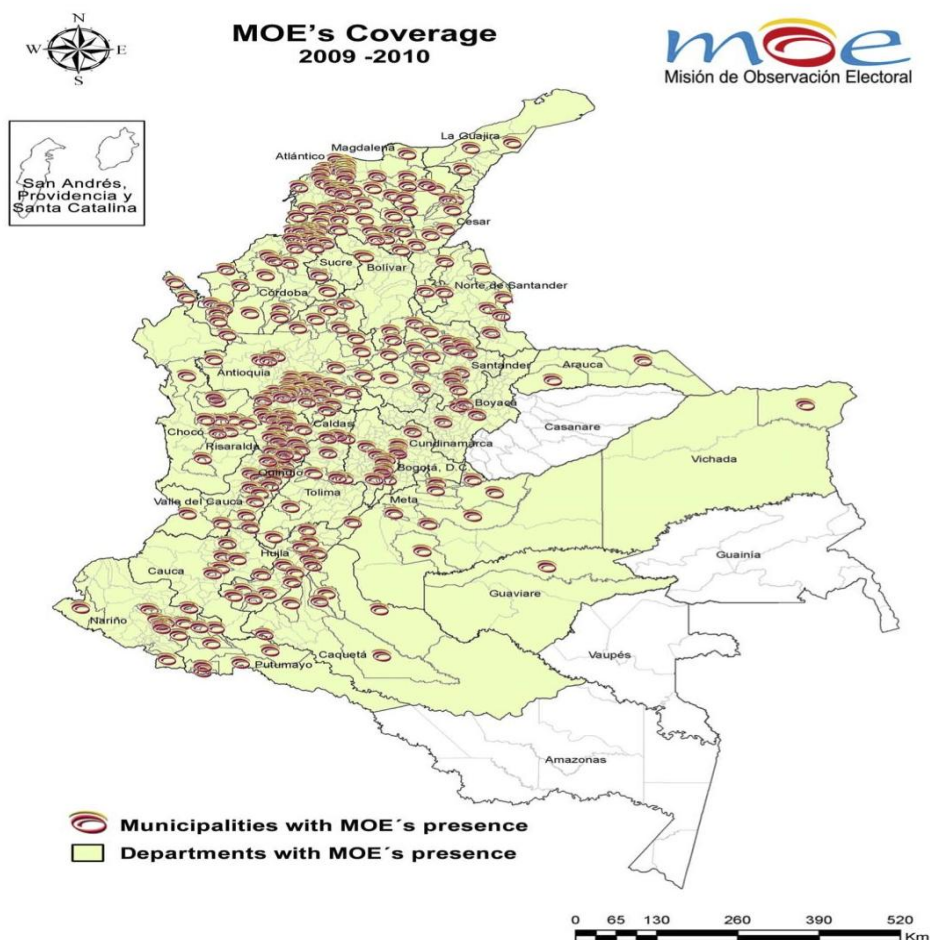 N
W E
S
MOE's Coverage
2009 -2010
moe
Misión de Observación Electoral
San Andrés,
Providencia y
Santa Catalina
La Guajira
Magdalena
Atlántico
Cesar
Sucre
Bolívar
Norte de Santander
Córdoba
Antioquia
Santander
Arauca
Boyacá
Casanare
Chocó
Caldas
Risaralda
Cundinamarca
Bogotá, D.C.
Vichada
Quindío
Tolima
Valle del Cauca
Meta
Guainía
Cauca
Huila
Guaviare
Nariño
Caquetá
Vaupés
Putumayo
Amazonas
Municipalities with MOE´s presence
Departments with MOE´s presence
0 65 130 260 390 520
Km